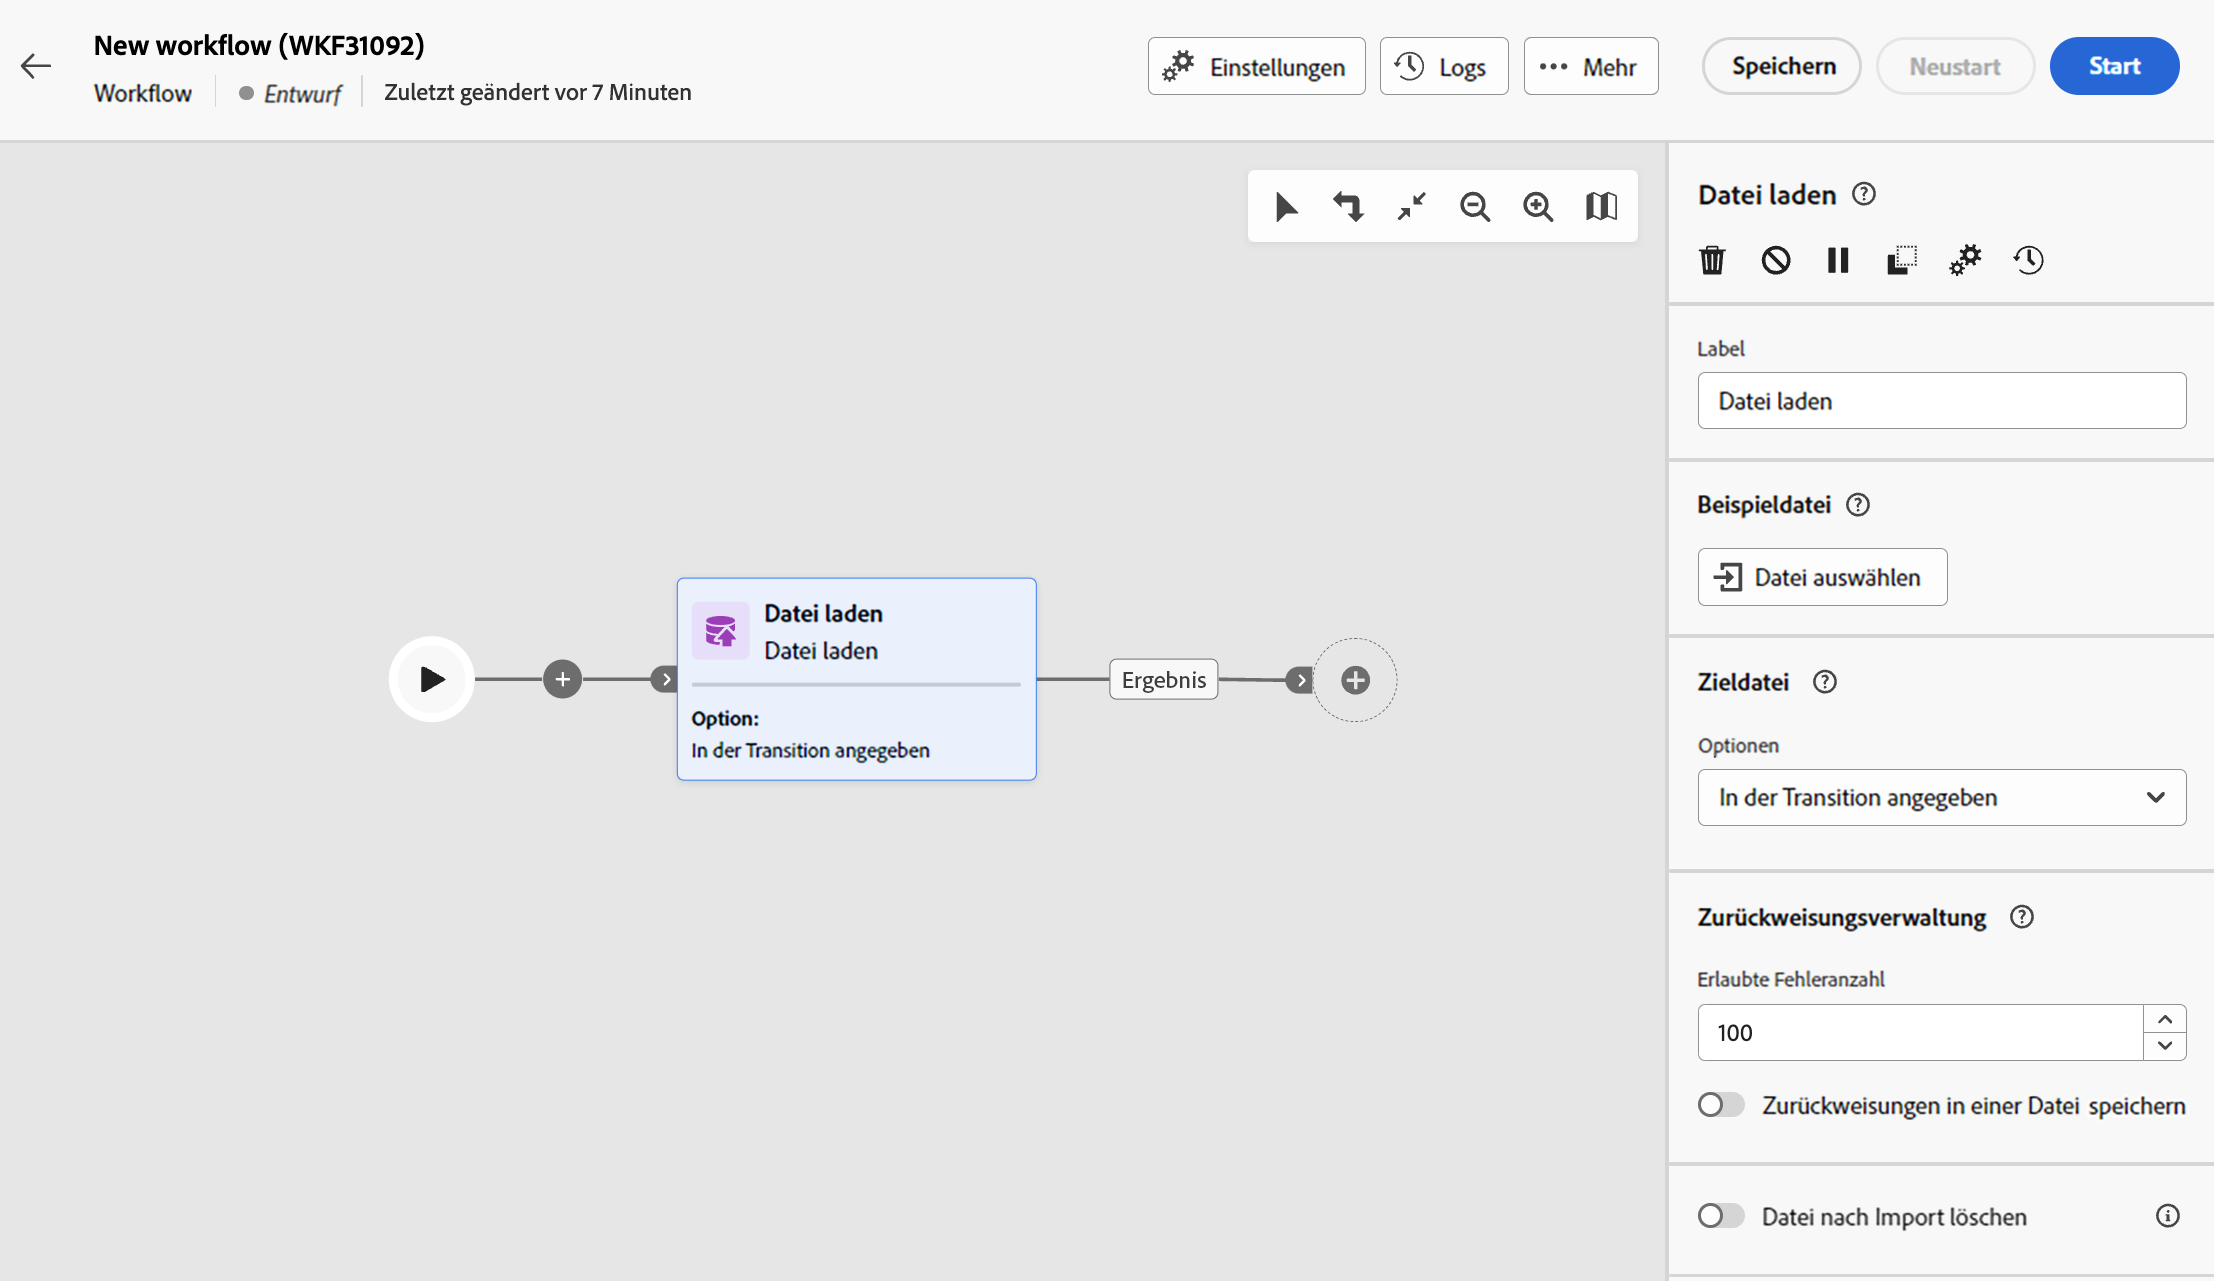 New workflow (WKF31092)
Workflow Entwurf Zuletzt geändert vor 7 Minuten
Einstellungen Logs Mehr Speichern Neustart Start
Datei laden
Label
Datei laden
Beispieldatei
Datei auswählen
Zieldatei
Optionen
In der Transition angegeben
Zurückweisungsverwaltung
Erlaubte Fehleranzahl
100
Zurückweisungen in einer Datei speichern
Datei nach Import löschen
Datei laden
Datei laden
Option:
In der Transition angegeben
Ergebnis